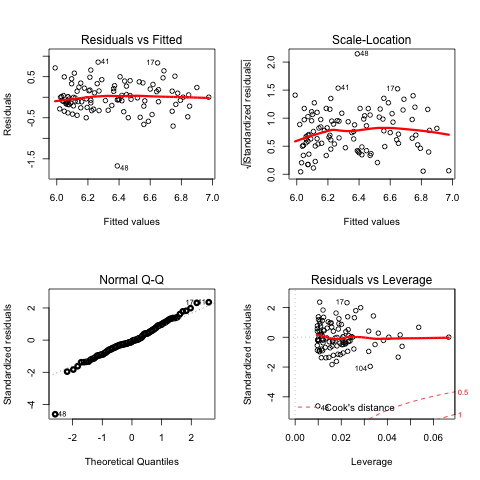 Residuals vs Fitted
Residuals
0.5
-0.5
-1.5
41
17
48
6.0 6.2 6.4 6.6 6.8 7.0
Fitted values
Scale-Location
√|Standardized residuals|
2.0
1.5
1.0
0.5
0.0
48
41
17
6.0 6.2 6.4 6.6 6.8 7.0
Fitted values
Normal Q-Q
Standardized residuals
2
0
-2
-4
17
48
-2 -1 0 1 2
Theoretical Quantiles
Residuals vs Leverage
Standardized residuals
2
0
-2
-4
17
104
Cook's distance
0.5
1
0.00 0.02 0.04 0.06
Leverage